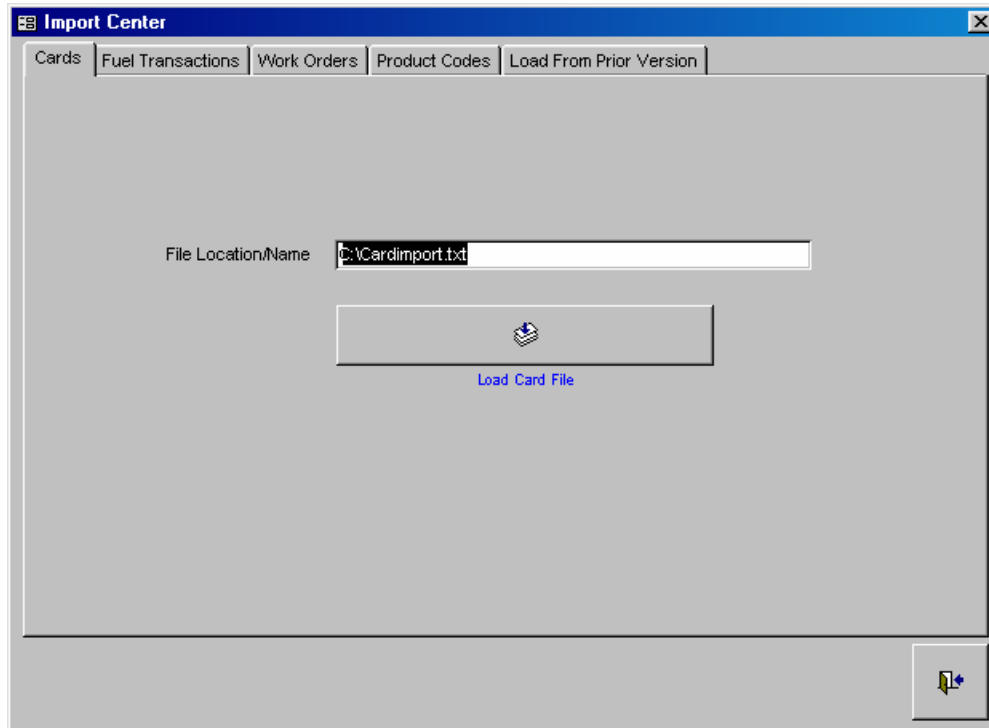 Import Center
Cards Fuel Transactions Work Orders Product Codes Load From Prior Version
File Location/Name C:\Cardimport.txt
Load Card File